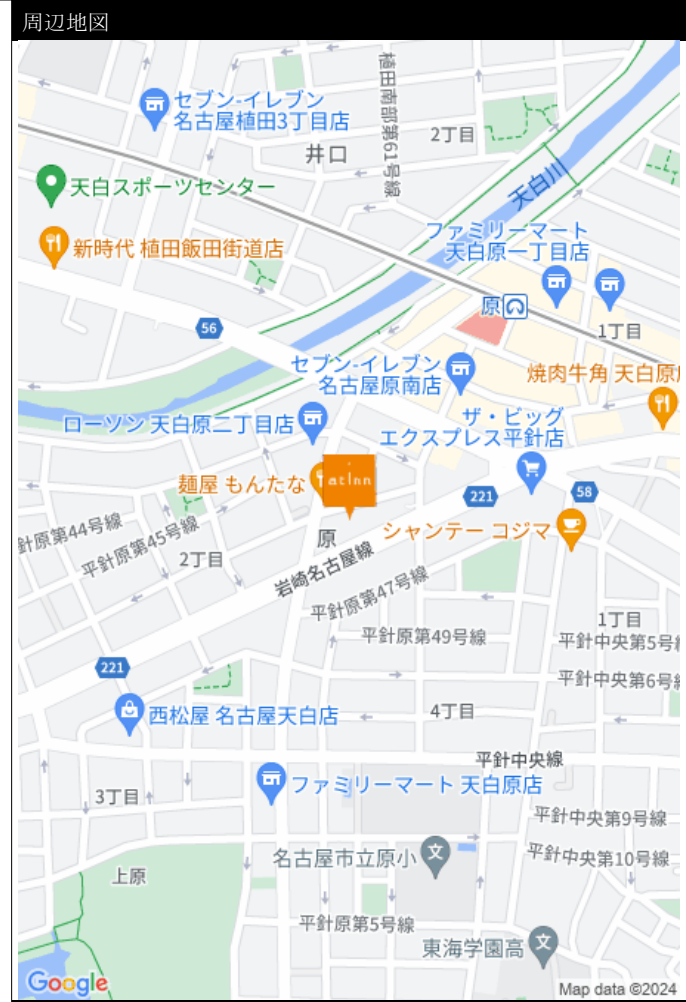 周辺地図
植田南部第61号線
セブン-イレブン
名古屋植田3丁目店
2丁目
井口
天白川
天白スポーツセンター
ファミリーマート
天白原一丁目店
新時代 植田飯田街道店
原
56
1丁目
セブン-イレブン
名古屋原南店
焼肉牛角 天白原
ローソン 天白原二丁目店
ザ・ビッグ
エクスプレス平針店
麺屋 もんたな
at inn
221
58
シャンテー コジマ
原
針原第44号線
平針原第45号線
2丁目
岩崎名古屋線
平針原第47号線
平針原第49号線
1丁目
平針中央第5号
221
平針中央第6号
西松屋 名古屋天白店
4丁目
平針中央線
ファミリーマート 天白原店
3丁目
平針中央第9号線
名古屋市立原小
文
平針中央第10号線
上原
平針原第5号線
東海学園高
文
Google
Map data ©2024